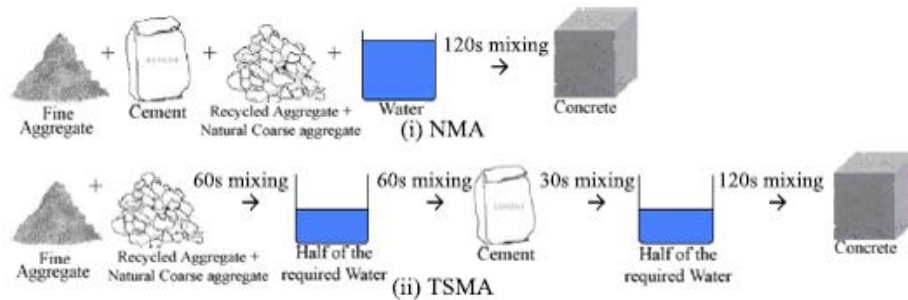 +
+
+
120s mixing
→
Fine
Aggregate
Cement
Recycled Aggregate +
Natural Coarse aggregate
Water
Concrete
(i) NMA
+
60s mixing
→
60s mixing
→
30s mixing
→
120s mixing
→
Fine
Aggregate
Recycled Aggregate +
Natural Coarse aggregate
Half of the
required Water
Cement
Half of the
required Water
Concrete
(ii) TSMA